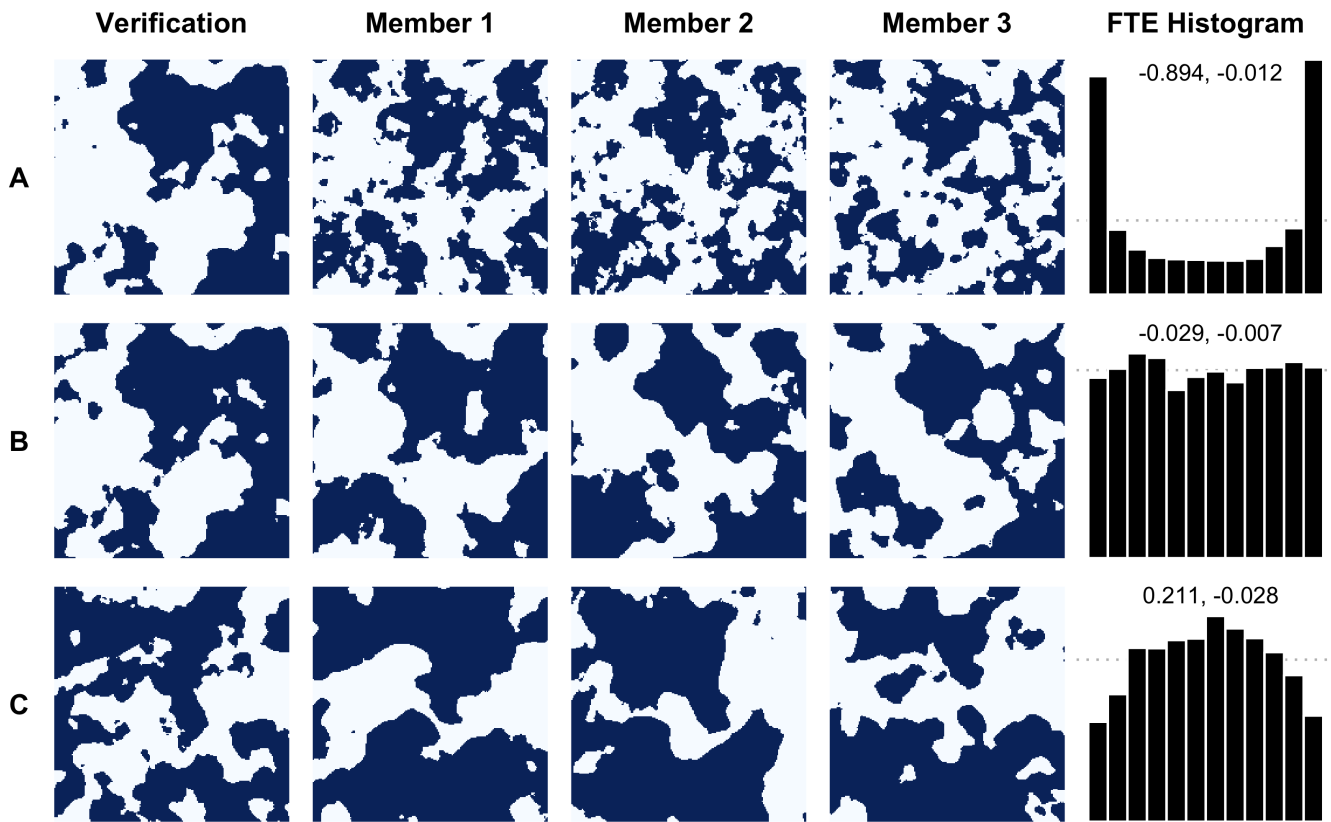 Verification Member 1 Member 2 Member 3 FTE Histogram
-0.894, -0.012
A
-0.029, -0.007
B
0.211, -0.028
C